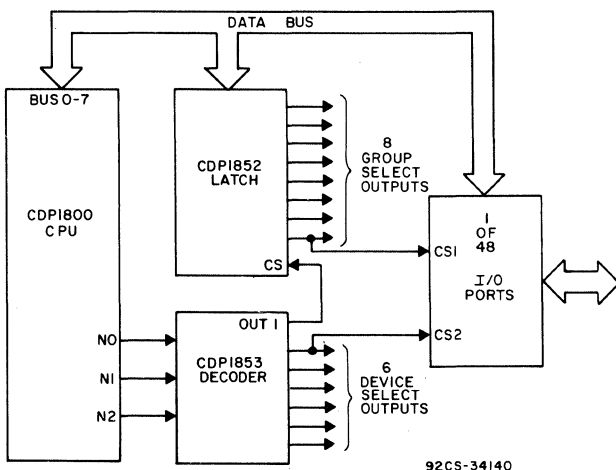 DATA BUS
BUS 0-7
CDP1800
CPU
N0
N1
N2
CDP1852
LATCH
CS
8
GROUP
SELECT
OUTPUTS
OUT 1
CDP1853
DECODER
6
DEVICE
SELECT
OUTPUTS
CS1
CS2
1
OF
48
I/O
PORTS
92CS-34140